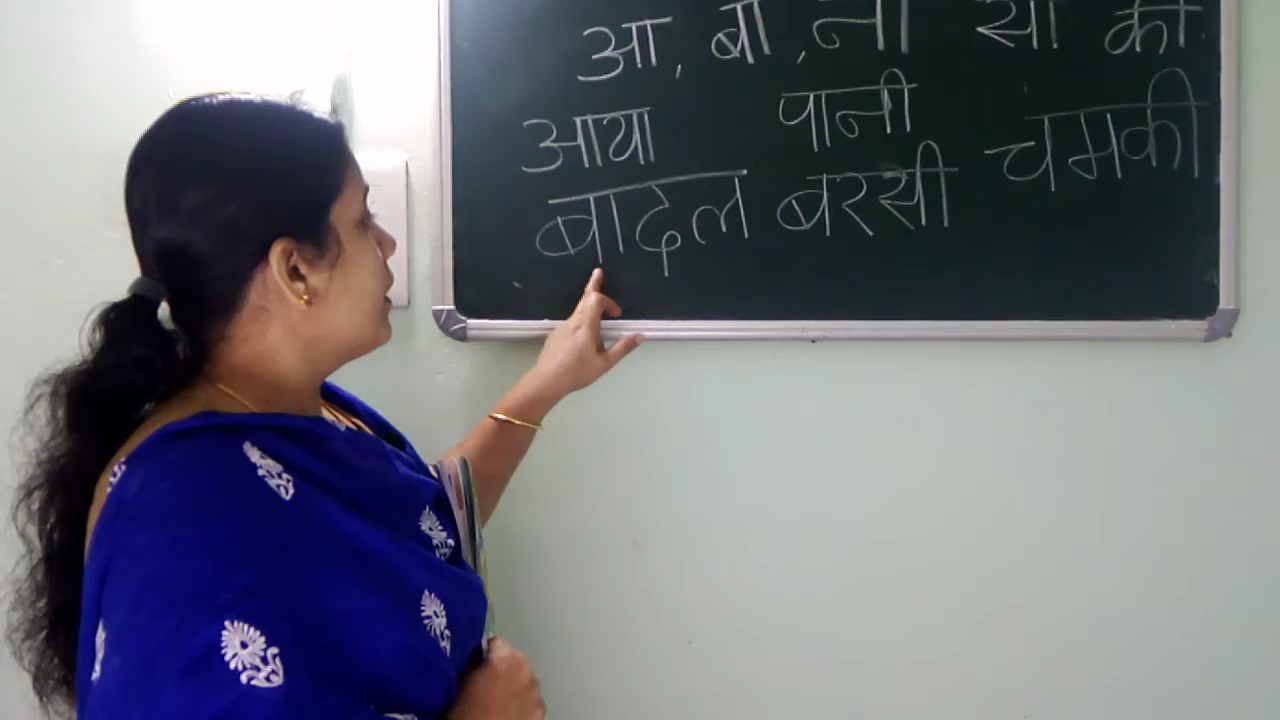 आ, बा, नी सी की
आया पानी चमकी
बादल बरसी